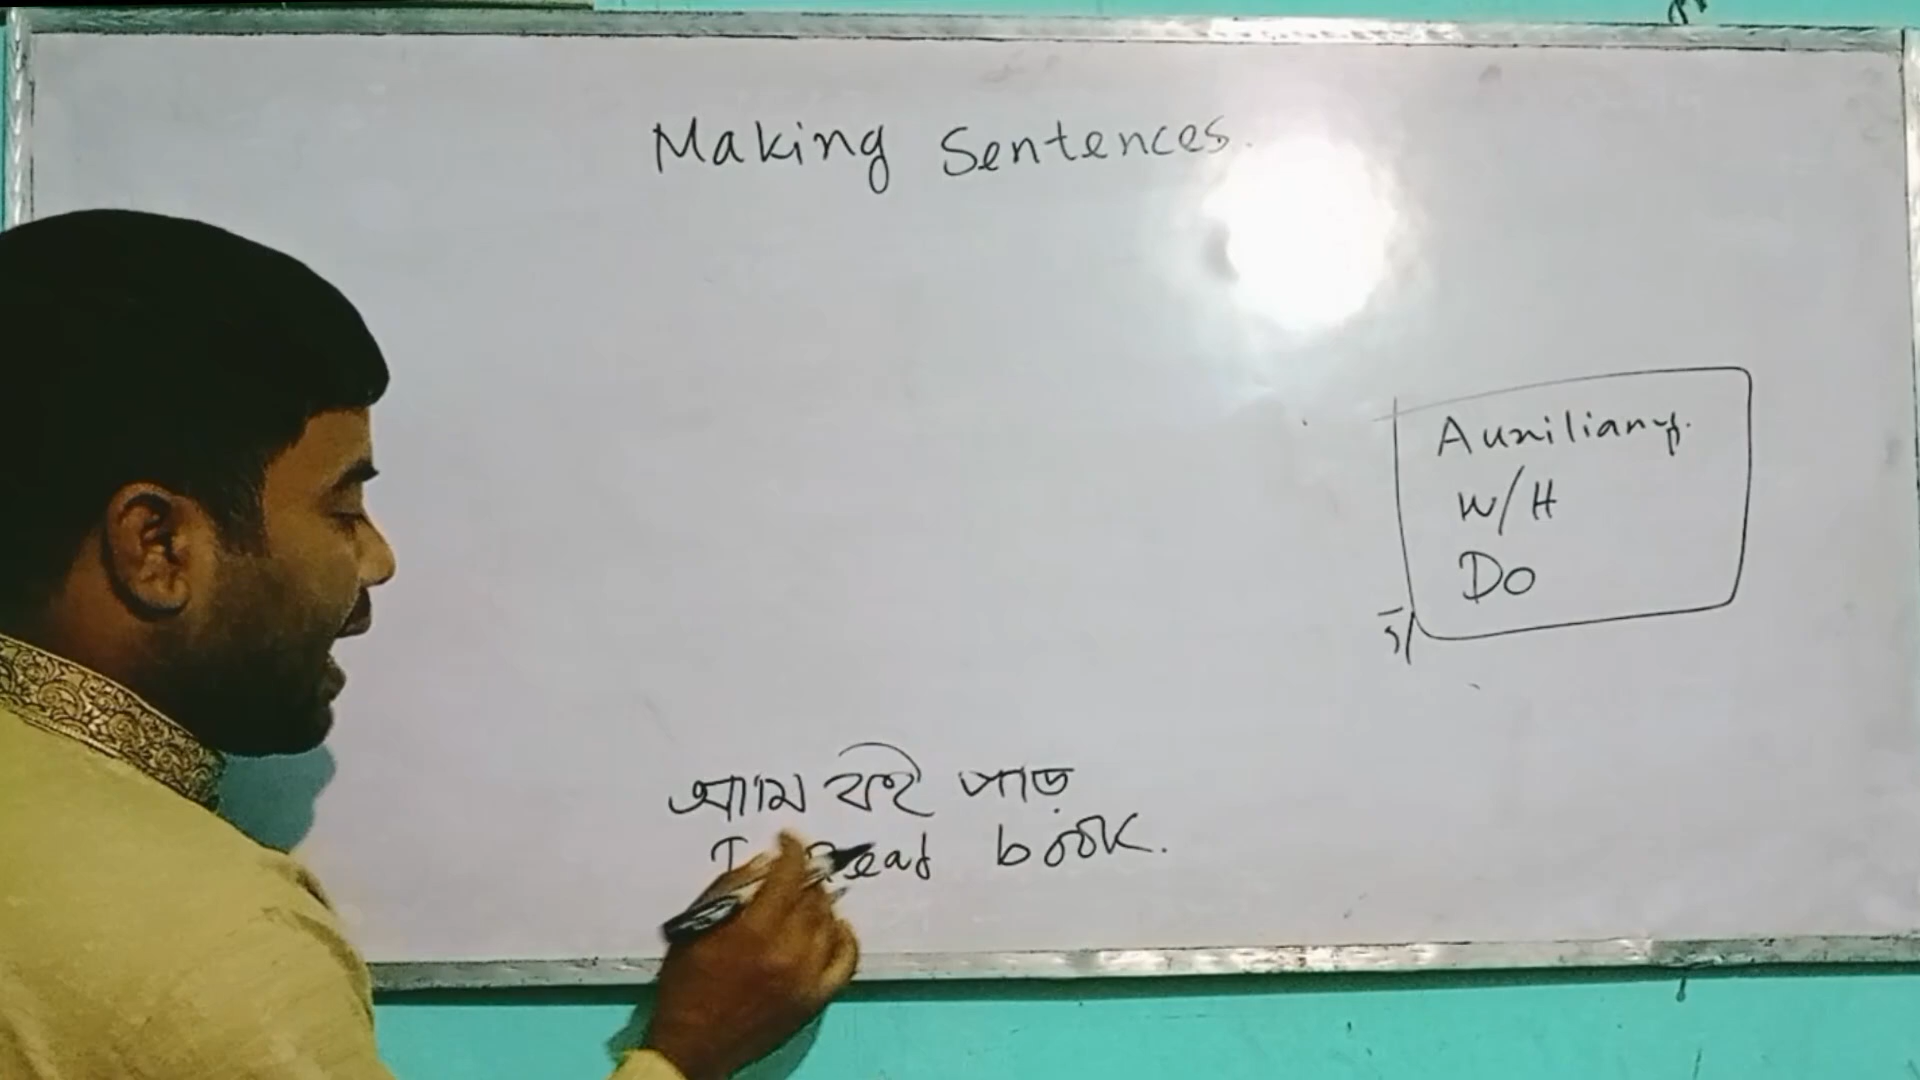 Making Sentences.
Auxiliary.
W/H
Do
আমি বই পড়ি
I Read book.